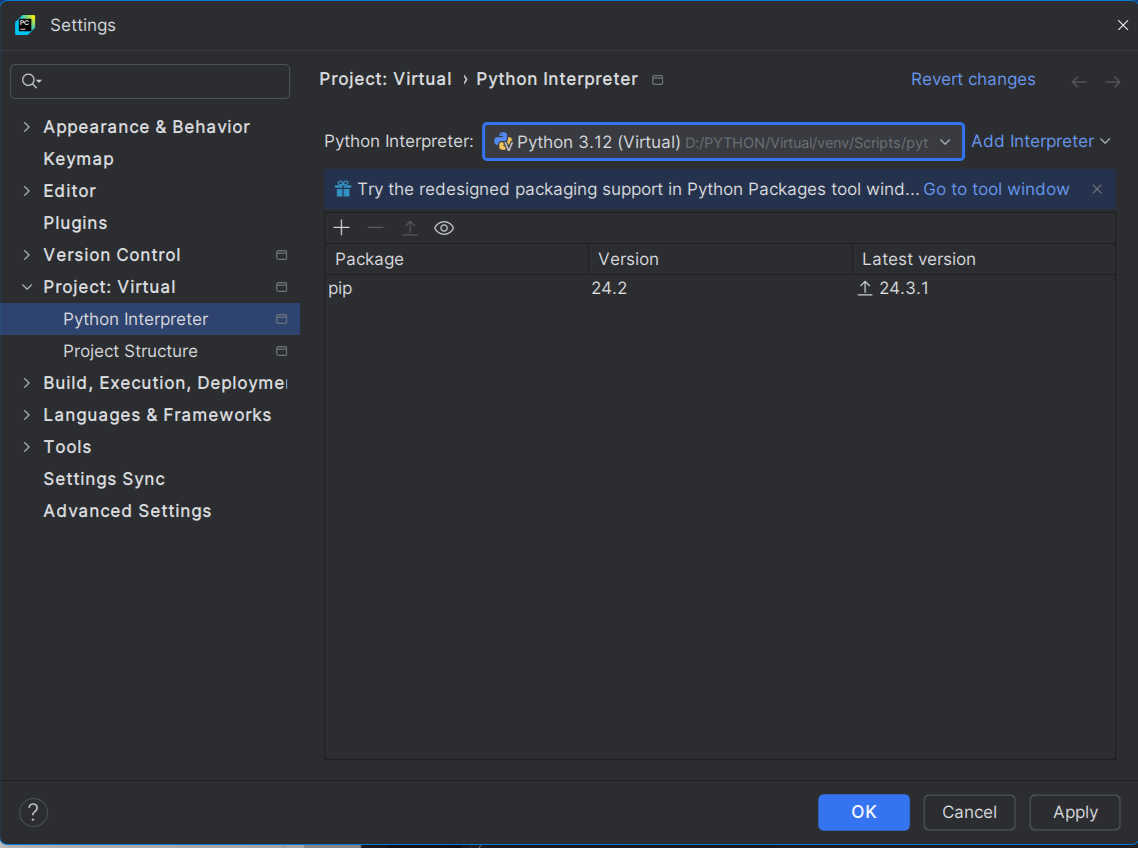 PC
Settings
Project: Virtual › Python Interpreter
Revert changes
Appearance & Behavior
Keymap
Editor
Plugins
Version Control
Project: Virtual
Python Interpreter
Project Structure
Build, Execution, Deployme
Languages & Frameworks
Tools
Settings Sync
Advanced Settings
Python Interpreter: Python 3.12 (Virtual) D:/PYTHON/Virtual/venv/Scripts/pyt Add Interpreter
Try the redesigned packaging support in Python Packages tool wind... Go to tool window
Package Version Latest version
pip 24.2 24.3.1
? OK Cancel Apply